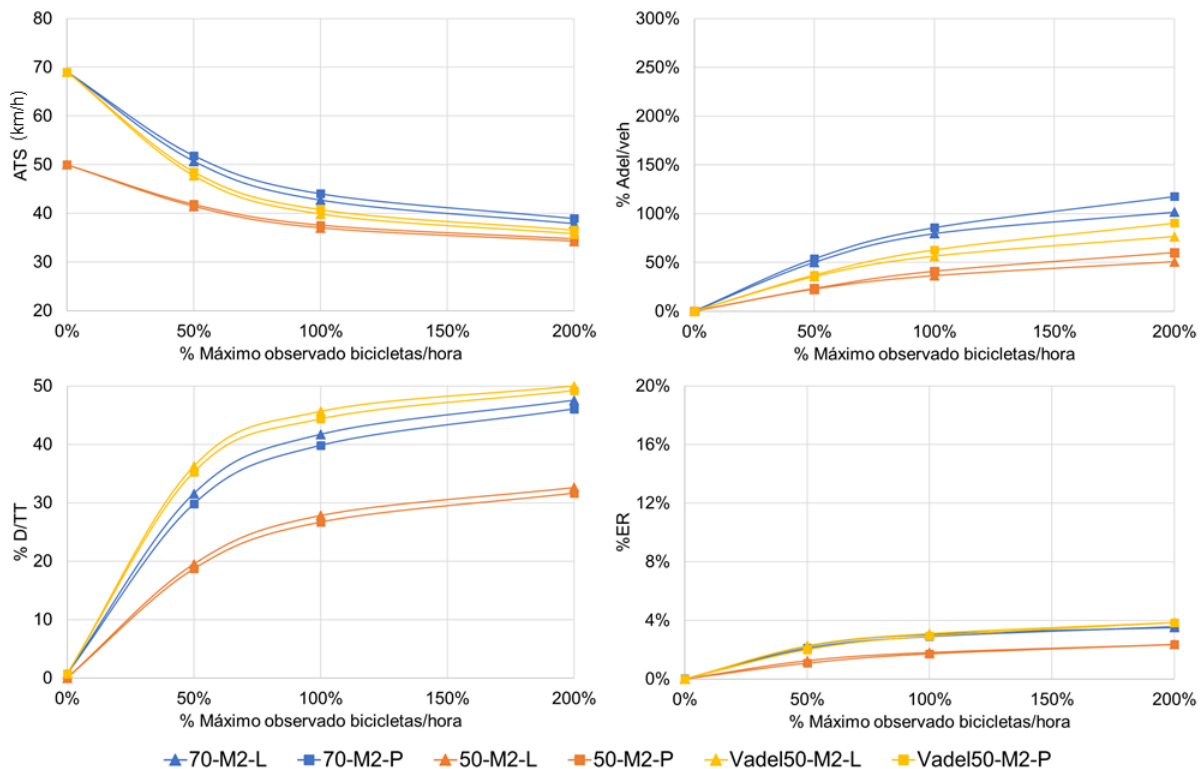 80
70
60
50
40
30
20
ATS (km/h)
0% 50% 100% 150% 200%
% Máximo observado bicicletas/hora
300%
250%
200%
150%
100%
50%
0%
% Adel/veh
0% 50% 100% 150% 200%
% Máximo observado bicicletas/hora
50
40
30
20
10
0
% D/TT
0% 50% 100% 150% 200%
% Máximo observado bicicletas/hora
20%
16%
12%
8%
4%
0%
%ER
0% 50% 100% 150% 200%
% Máximo observado bicicletas/hora
70-M2-L 70-M2-P 50-M2-L 50-M2-P Vadel50-M2-L Vadel50-M2-P